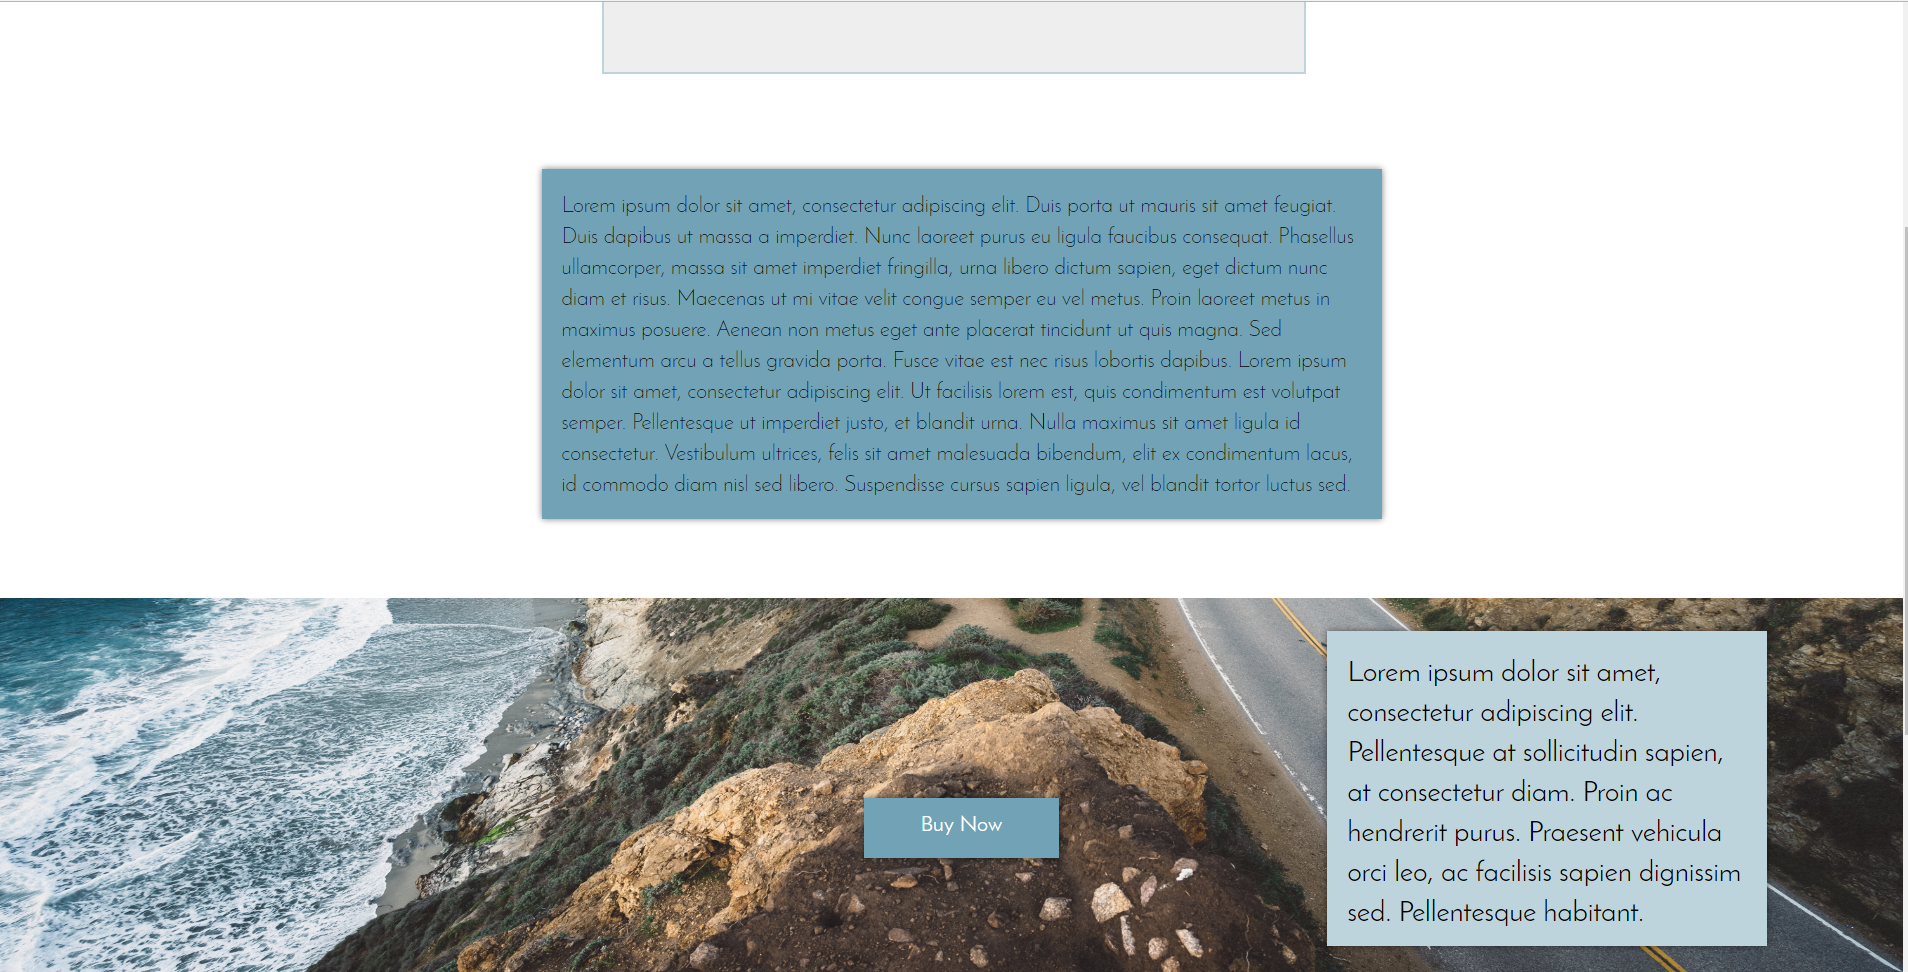 Lorem ipsum dolor sit amet, consectetur adipiscing elit. Duis porta ut mauris sit amet feugiat.
Duis dapibus ut massa a imperdiet. Nunc laoreet purus eu ligula faucibus consequat. Phasellus
ullamcorper, massa sit amet imperdiet fringilla, urna libero dictum sapien, eget dictum nunc
diam et risus. Maecenas ut mi vitae velit congue semper eu vel metus. Proin laoreet metus in
maximus posuere. Aenean non metus eget ante placerat tincidunt ut quis magna. Sed
elementum arcu a tellus gravida porta. Fusce vitae est nec risus lobortis dapibus. Lorem ipsum
dolor sit amet, consectetur adipiscing elit. Ut facilisis lorem est, quis condimentum est volutpat
semper. Pellentesque ut imperdiet justo, et blandit urna. Nulla maximus sit amet ligula id
consectetur. Vestibulum ultrices, felis sit amet malesuada bibendum, elit ex condimentum lacus,
id commodo diam nisl sed libero. Suspendisse cursus sapien ligula, vel blandit tortor luctus sed.
Buy Now
Lorem ipsum dolor sit amet,
consectetur adipiscing elit.
Pellentesque at sollicitudin sapien,
at consectetur diam. Proin ac
hendrerit purus. Praesent vehicula
orci leo, ac facilisis sapien dignissim
sed. Pellentesque habitant.